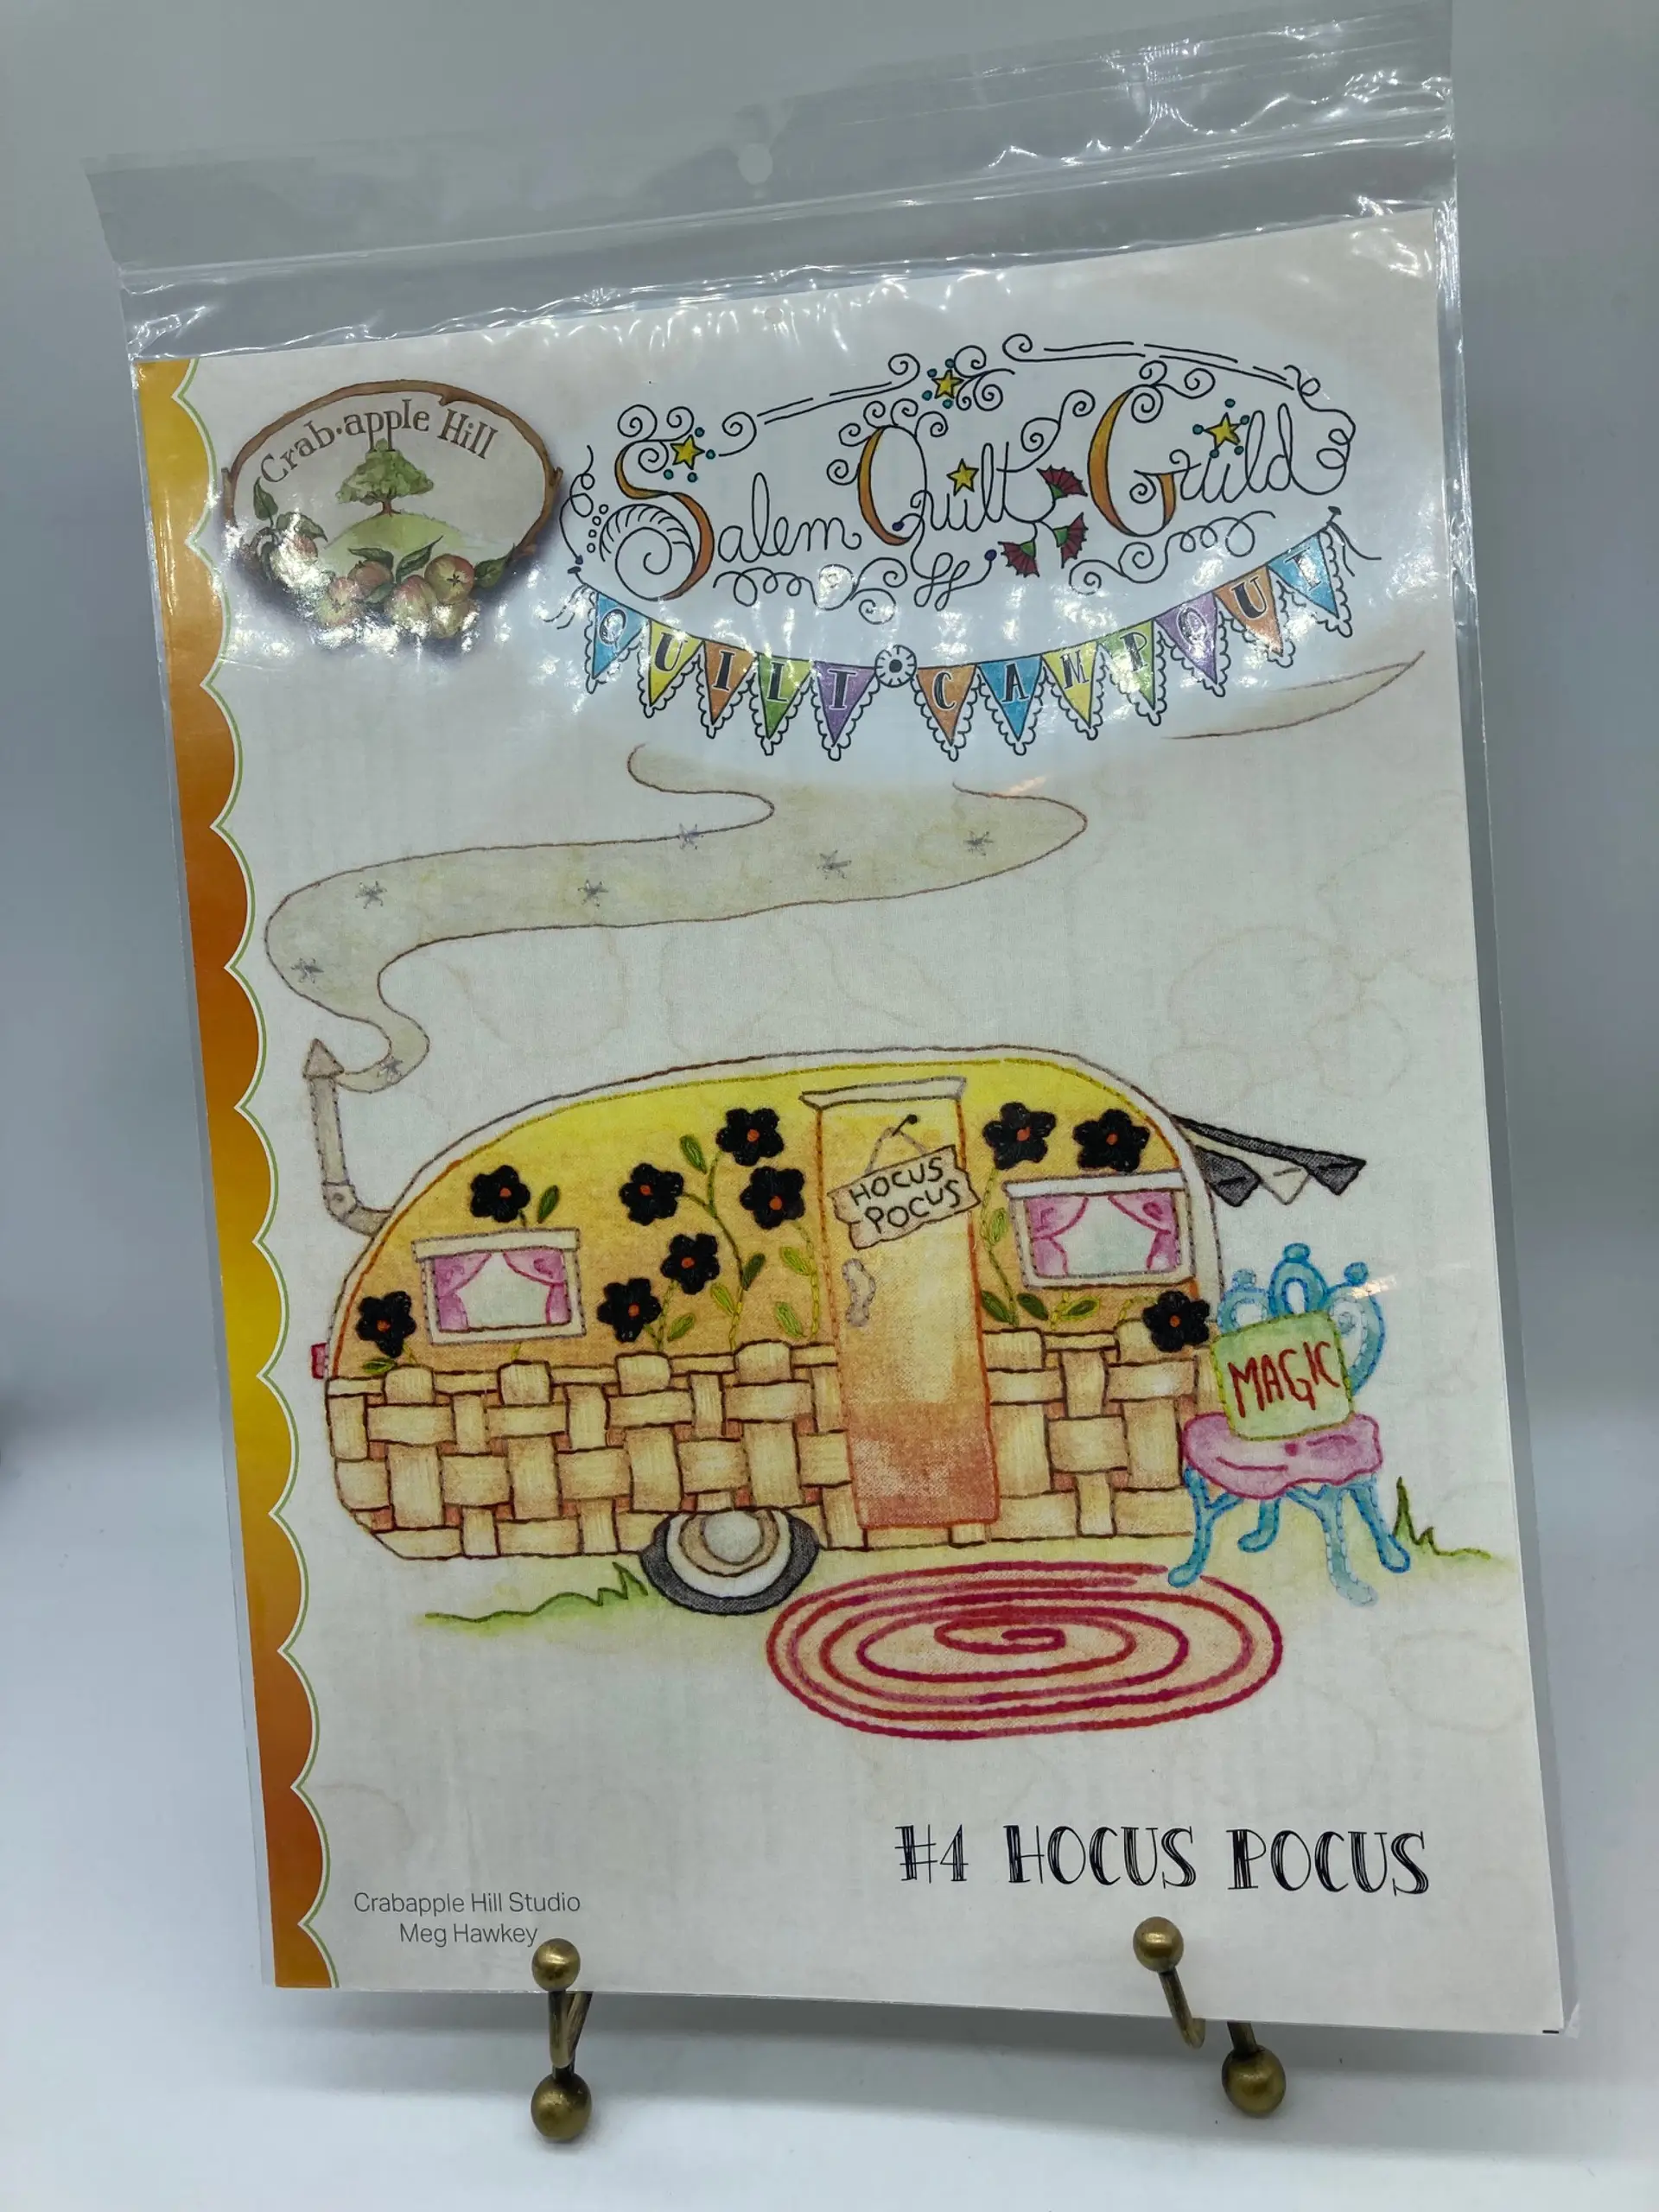 Crab·apple Hill
Salem Quilt Guild
QUILT CAMPOUT
HOCUS
POCUS
MAGIC
#4 HOCUS POCUS
Crabapple Hill Studio
Meg Hawkey